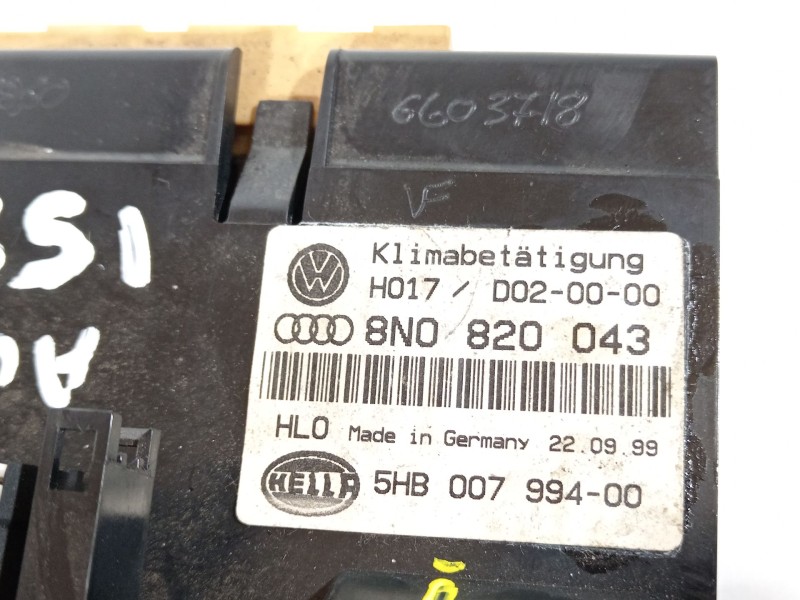 6603718
VF
Klimabetätigung
H017 / D02-00-00
8N0 820 043
HLO Made in Germany 22.09.99
HELLA 5HB 007 994-00